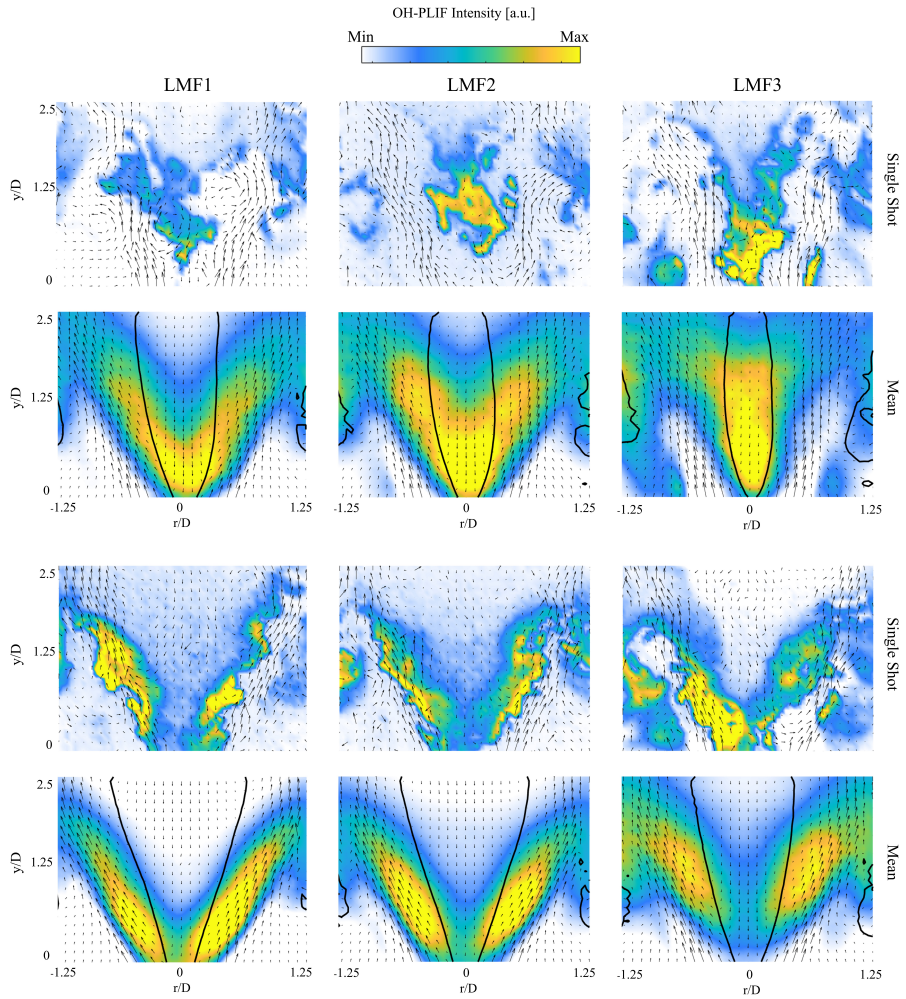 OH-PLIF Intensity [a.u.]
Min Max
LMF1 LMF2 LMF3
2.5
y/D 1.25
0
Single Shot
2.5
y/D 1.25
0
Mean
-1.25 0 1.25 -1.25 0 1.25 -1.25 0 1.25
r/D r/D r/D
2.5
y/D 1.25
0
Single Shot
2.5
y/D 1.25
0
Mean
-1.25 0 1.25 -1.25 0 1.25 -1.25 0 1.25
r/D r/D r/D